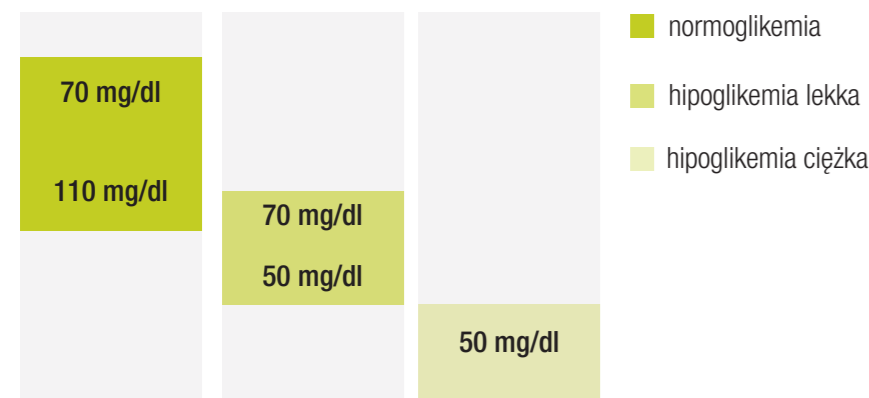 70 mg/dl
110 mg/dl
70 mg/dl
50 mg/dl
50 mg/dl
normoglikemia
hipoglikemia lekka
hipoglikemia ciężka